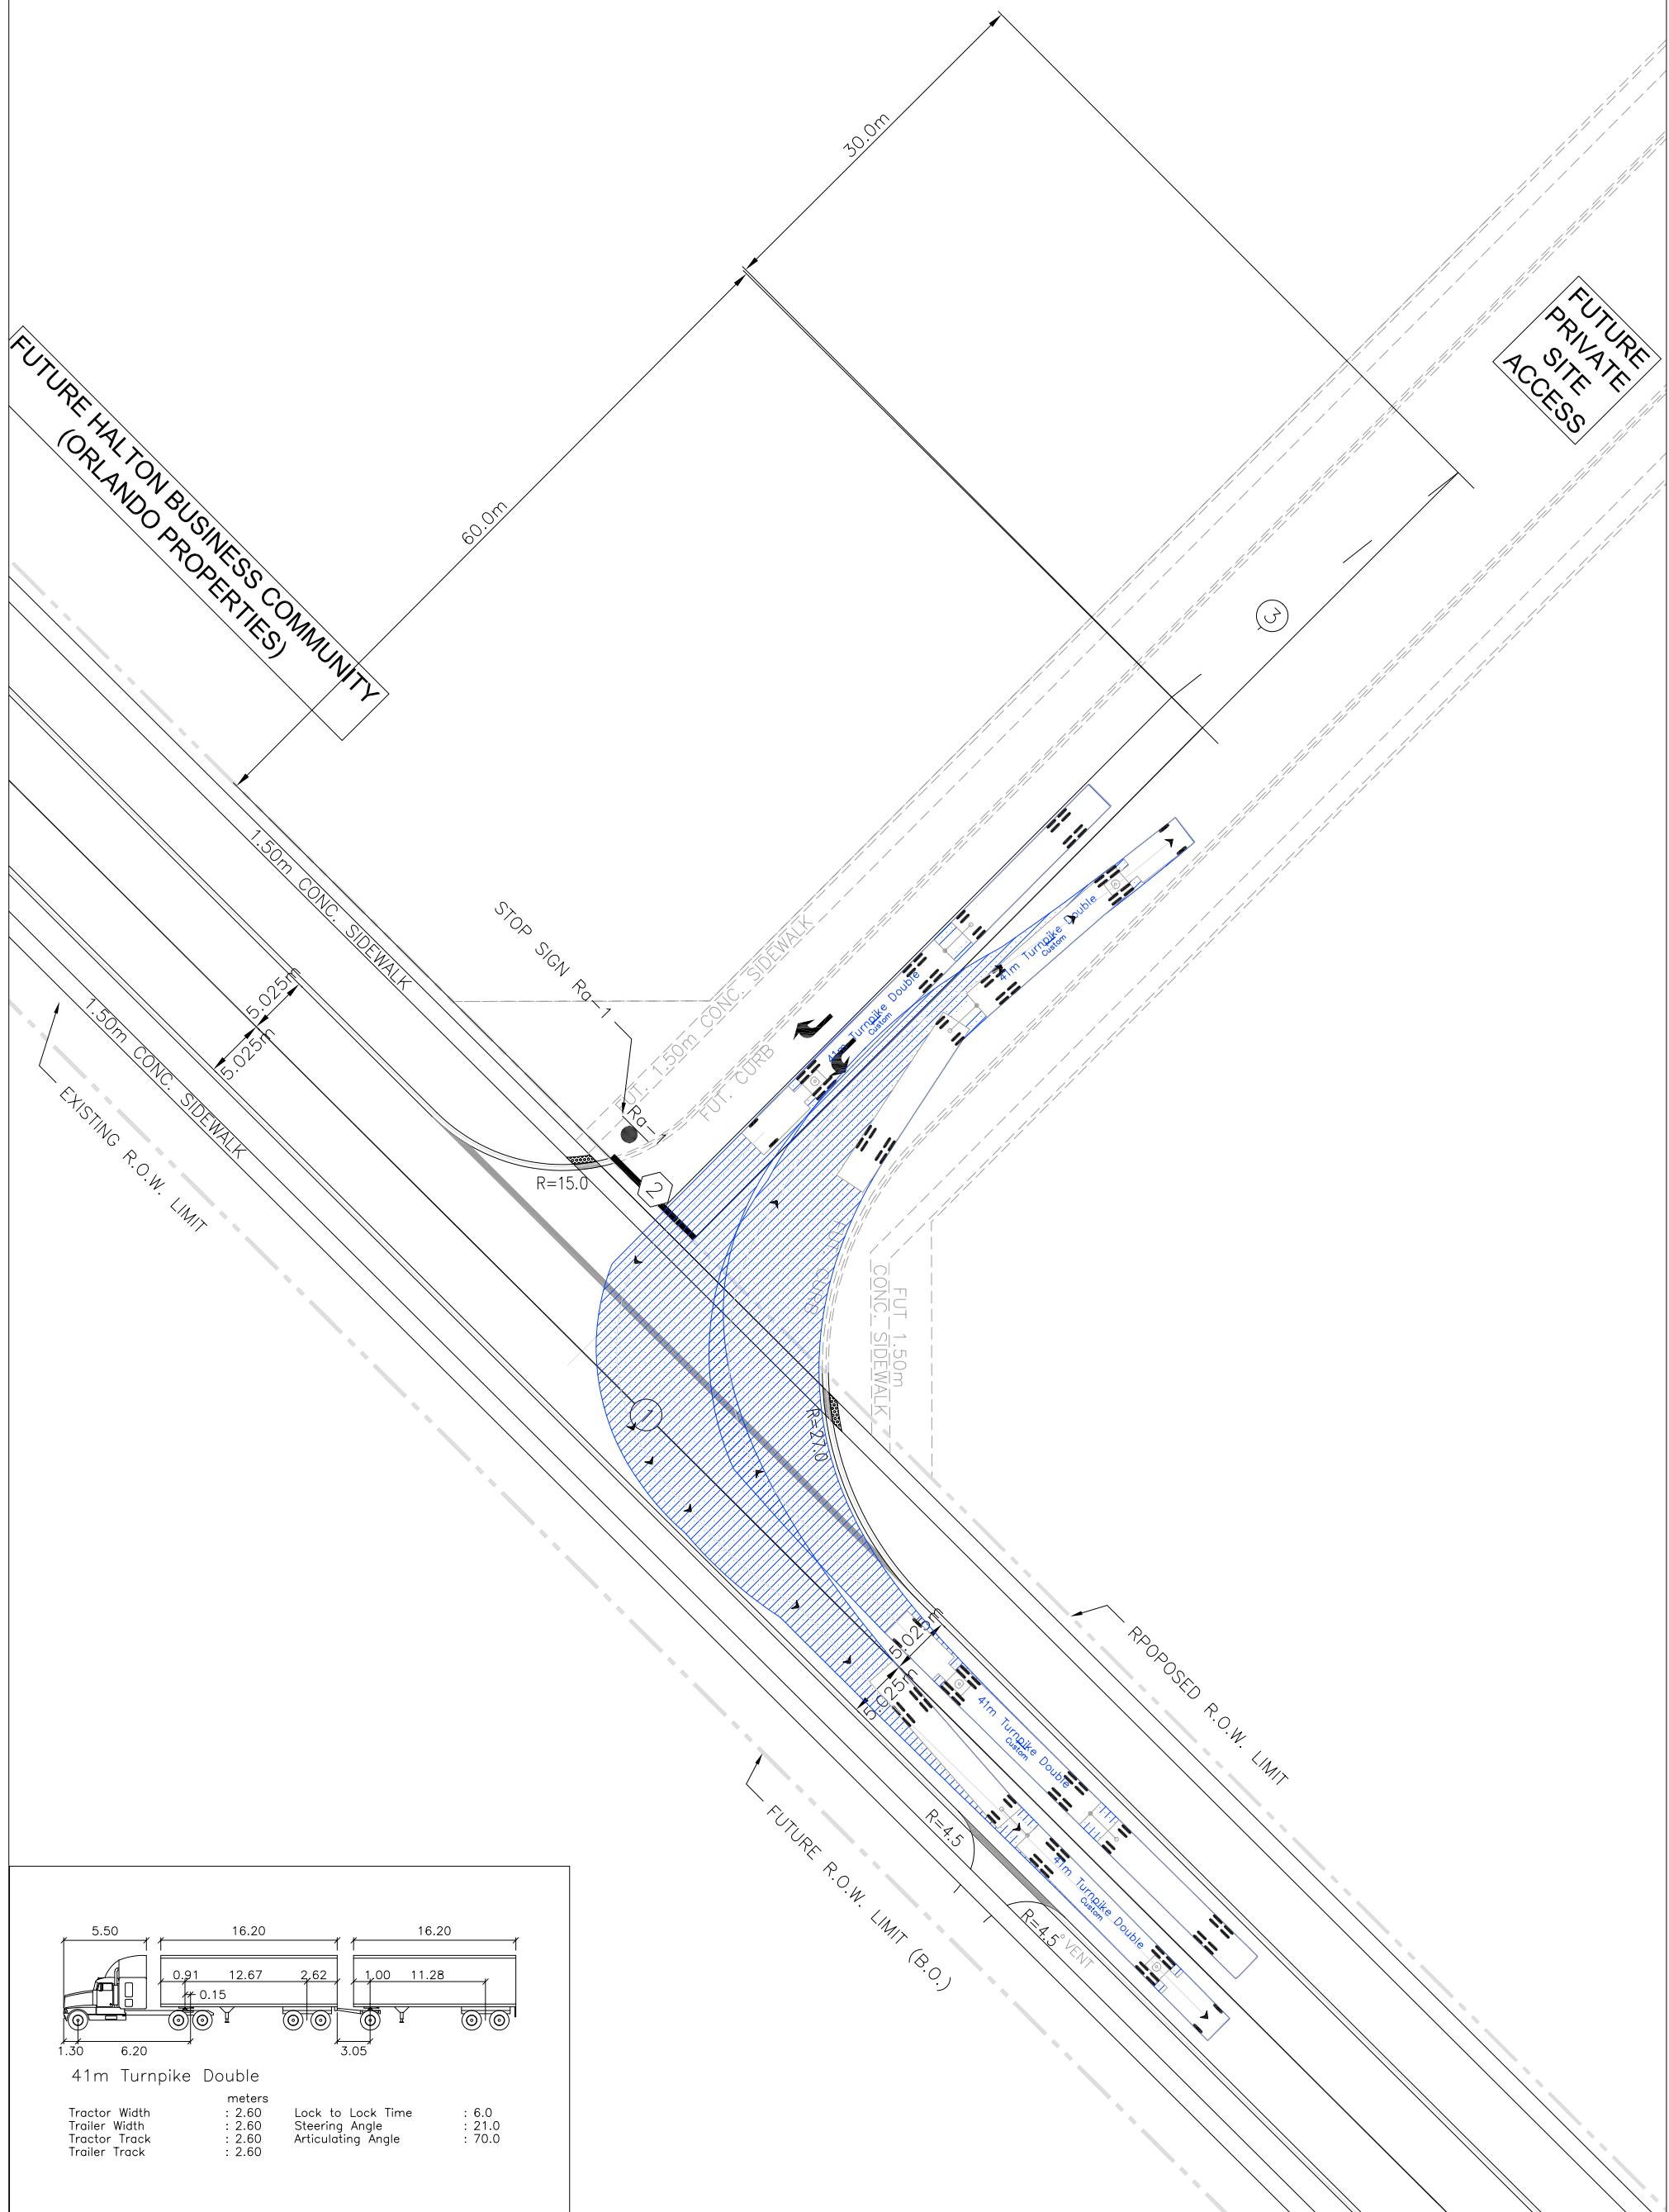 30.0m
FUTURE
PRIVATE
SITE
ACCESS
60.0m
FUTURE HALTON BUSINESS COMMUNITY
(ORLANDO PROPERTIES)
3
1.50m CONC. SIDEWALK
STOP SIGN Ra-1
FUT. 1.50m CONC. SIDEWALK
FUT. CURB
Ra-1
5.025m
5.025m
1.50m CONC. SIDEWALK
EXISTING R.O.W. LIMIT
41m Turnpike Double
Custom
41m Turnpike Double
Custom
R=15.0
2
FUT. CURB
FUT 1.50m
CONC. SIDEWALK
1
R=27.0
5.025m
5.025m
RPOPOSED R.O.W. LIMIT
41m Turnpike Double
Custom
FUTURE R.O.W. LIMIT (B.O.)
R=4.5
41m Turnpike Double
Custom
R=4.5
VENT
5.50
16.20
16.20
0.91
12.67
2.62
1.00
11.28
0.15
1.30
6.20
3.05
41m Turnpike Double
meters
Tractor Width : 2.60 Lock to Lock Time : 6.0
Trailer Width : 2.60 Steering Angle : 21.0
Tractor Track : 2.60 Articulating Angle : 70.0
Trailer Track : 2.60